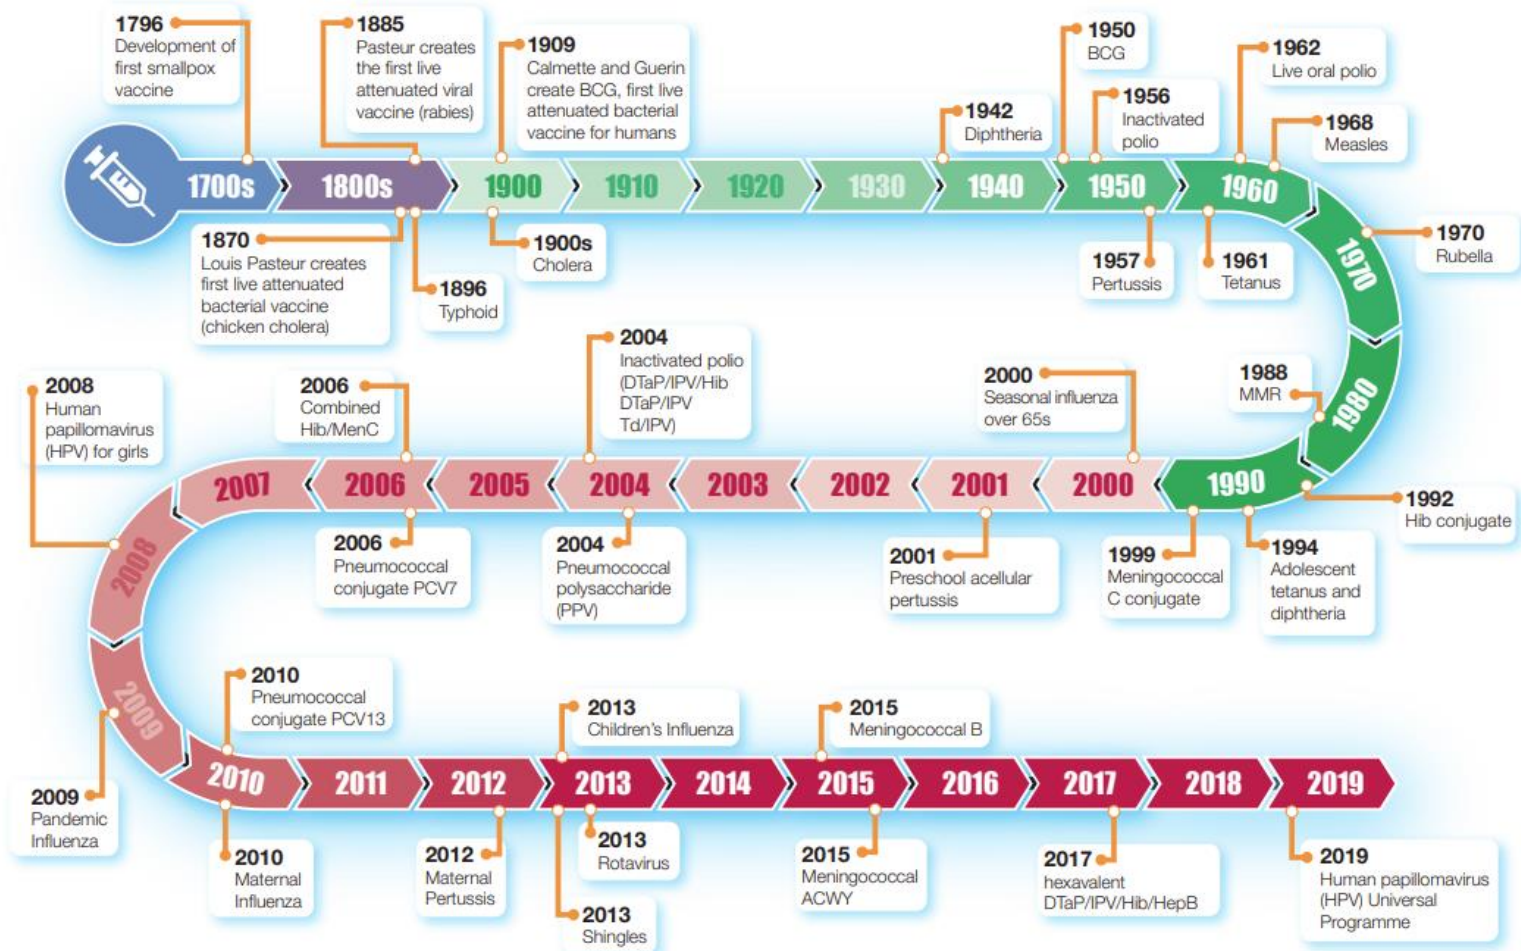 1796
Development of
first smallpox
vaccine
1885
Pasteur creates
the first live
attenuated viral
vaccine (rabies)
1909
Calmette and Guerin
create BCG, first live
attenuated bacterial
vaccine for humans
1942
Diphtheria
1950
BCG
1956
Inactivated
polio
1962
Live oral polio
1968
Measles
1700s
1800s
1900
1910
1920
1930
1940
1950
1960
1970
1980
1990
1870
Louis Pasteur creates
first live attenuated
bacterial vaccine
(chicken cholera)
1896
Typhoid
1900s
Cholera
1957
Pertussis
1961
Tetanus
1970
Rubella
1988
MMR
1992
Hib conjugate
1994
Adolescent
tetanus and
diphtheria
1999
Meningococcal
C conjugate
2000
Seasonal influenza
over 65s
2004
Inactivated polio
(DTaP/IPV/Hib
DTaP/IPV
Td/IPV)
2006
Combined
Hib/MenC
2008
Human
papillomavirus
(HPV) for girls
2007
2006
2005
2004
2003
2002
2001
2000
2008
2009
2006
Pneumococcal
conjugate PCV7
2004
Pneumococcal
polysaccharide
(PPV)
2001
Preschool acellular
pertussis
2010
Pneumococcal
conjugate PCV13
2013
Children's Influenza
2015
Meningococcal B
2010
2011
2012
2013
2014
2015
2016
2017
2018
2019
2009
Pandemic
Influenza
2010
Maternal
Influenza
2012
Maternal
Pertussis
2013
Rotavirus
2013
Shingles
2015
Meningococcal
ACWY
2017
hexavalent
DTaP/IPV/Hib/HepB
2019
Human papillomavirus
(HPV) Universal
Programme